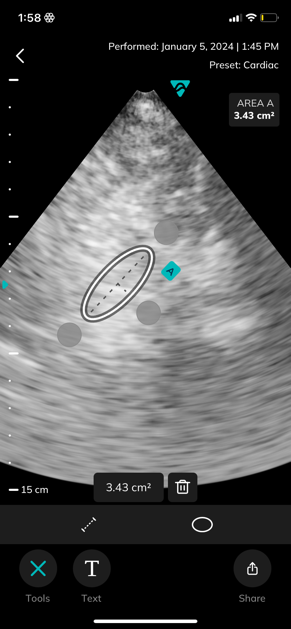 1:58
Performed: January 5, 2024 | 1:45 PM
Preset: Cardiac
AREA A
3.43 cm²
A
15 cm
3.43 cm²
T
Tools
Text
Share